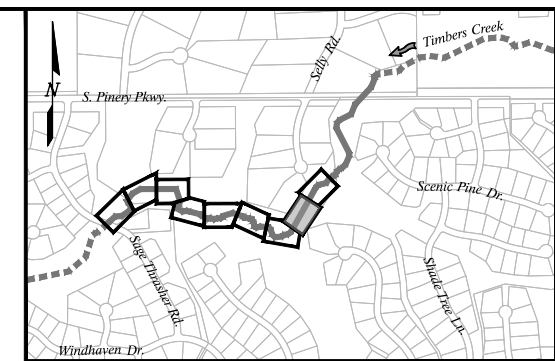 Timbers Creek
Selly Rd.
N
S. Pinery Pkwy.
Scenic Pine Dr.
Sage Thrasher Rd.
Shade Tree Ln.
Windhaven Dr.